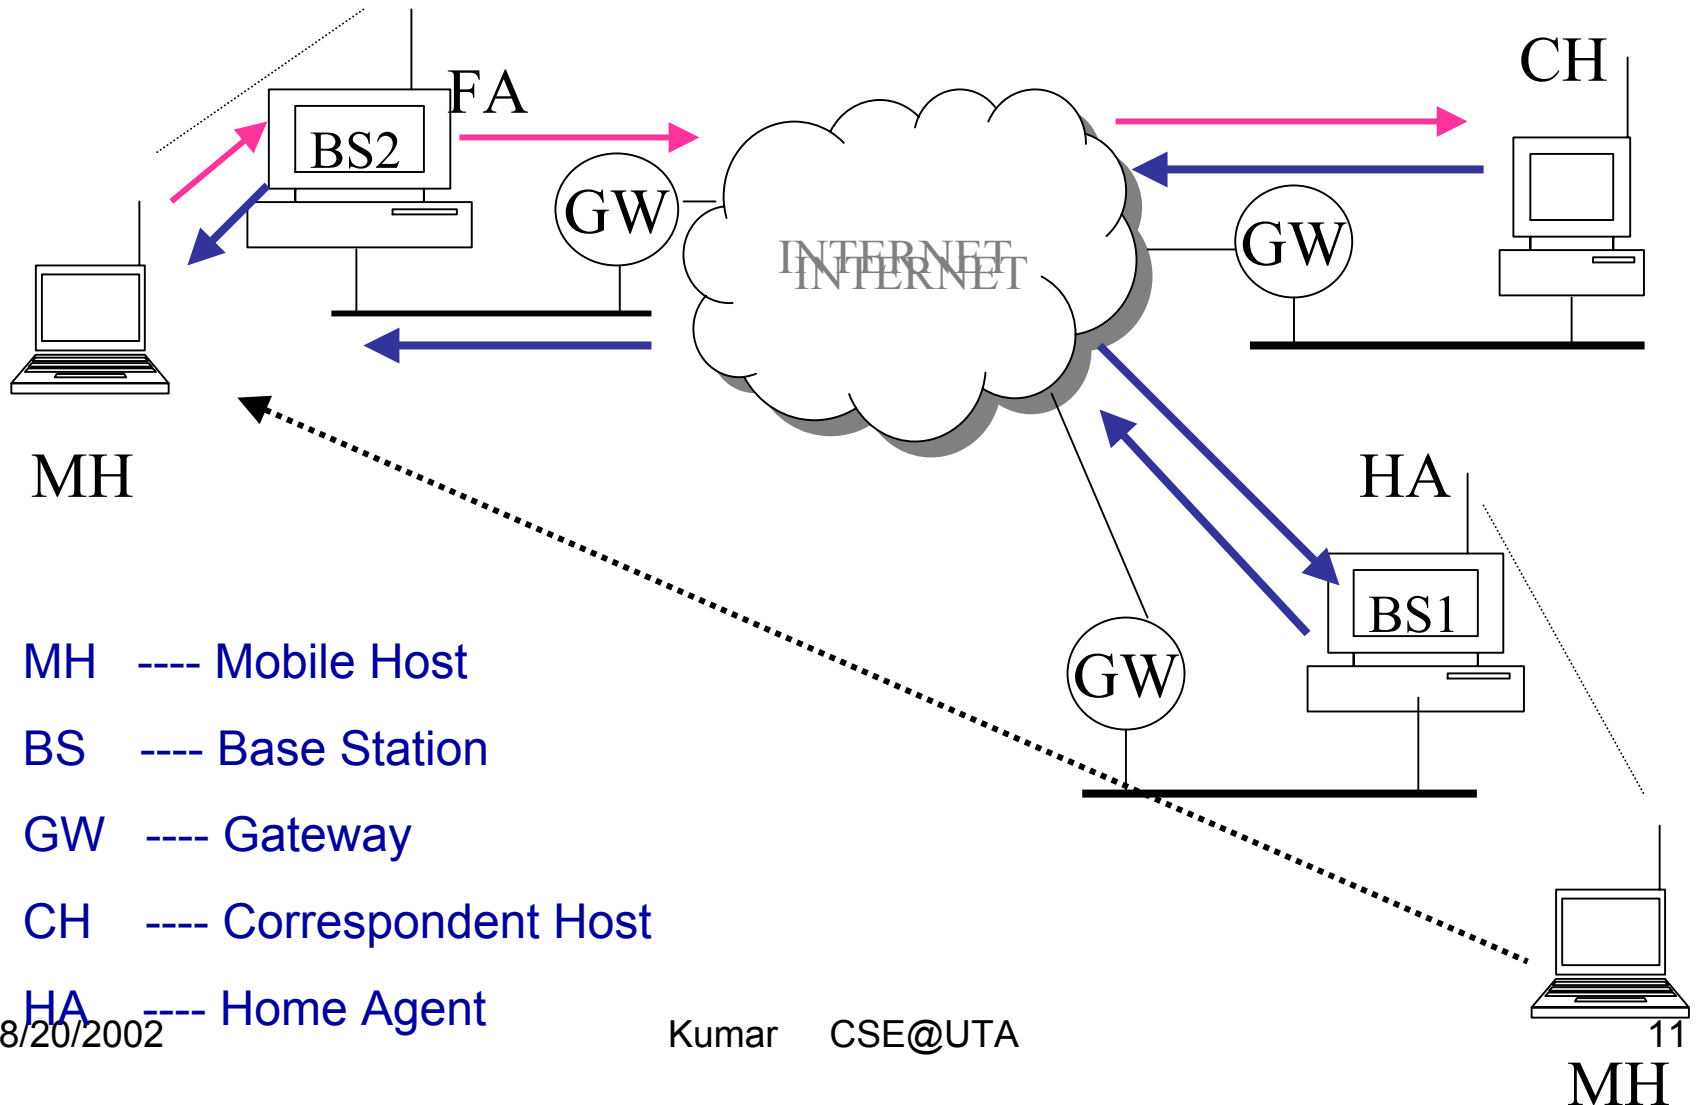 CH
FA
BS2
GW
GW
INTERNET
INTERNET
MH
HA
BS1
GW
MH ---- Mobile Host
BS ---- Base Station
GW ---- Gateway
CH ---- Correspondent Host
HA ---- Home Agent
8/20/2002 Kumar CSE@UTA 11
MH